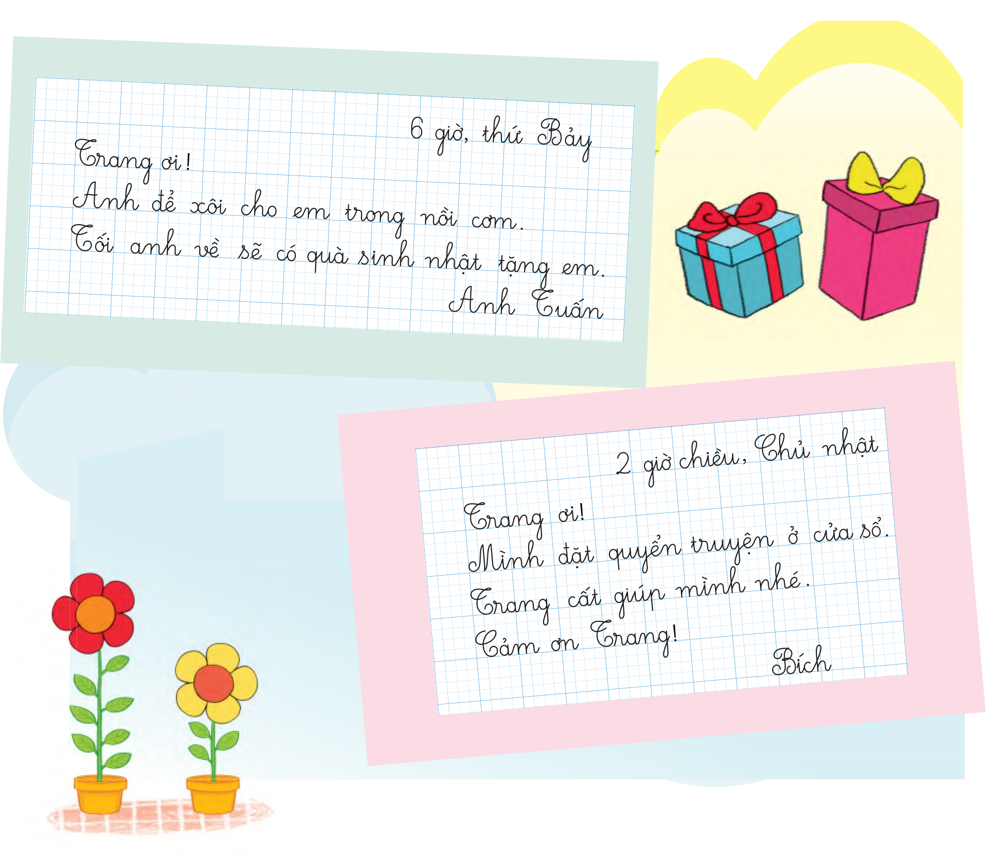 6 giờ, thứ Bảy
Trang ơi!
Anh để xôi cho em trong nồi cơm.
Tối anh về sẽ có quà sinh nhật tặng em.
Anh Tuấn
2 giờ chiều, Chủ nhật
Trang ơi!
Mình đặt quyển truyện ở cửa sổ.
Trang cất giúp mình nhé.
Cảm ơn Trang!
Bích